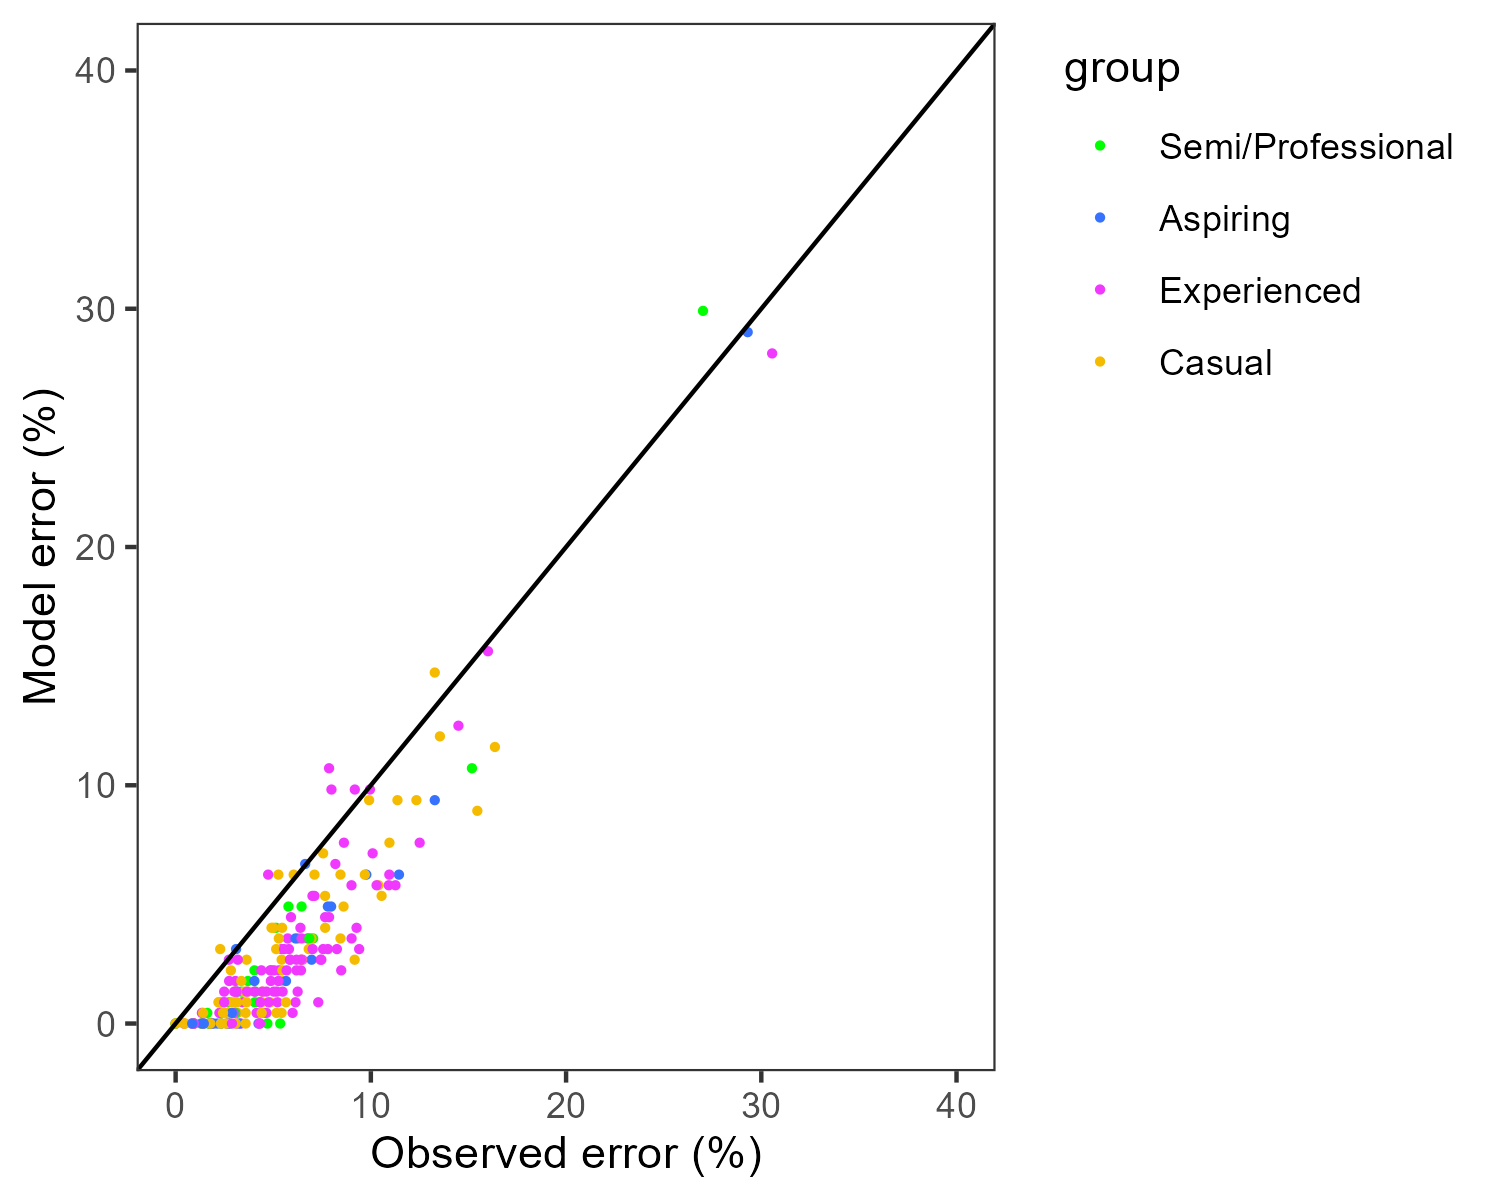 40
30
20
10
0
Model error (%)
0 10 20 30 40
Observed error (%)
group
Semi/Professional
Aspiring
Experienced
Casual